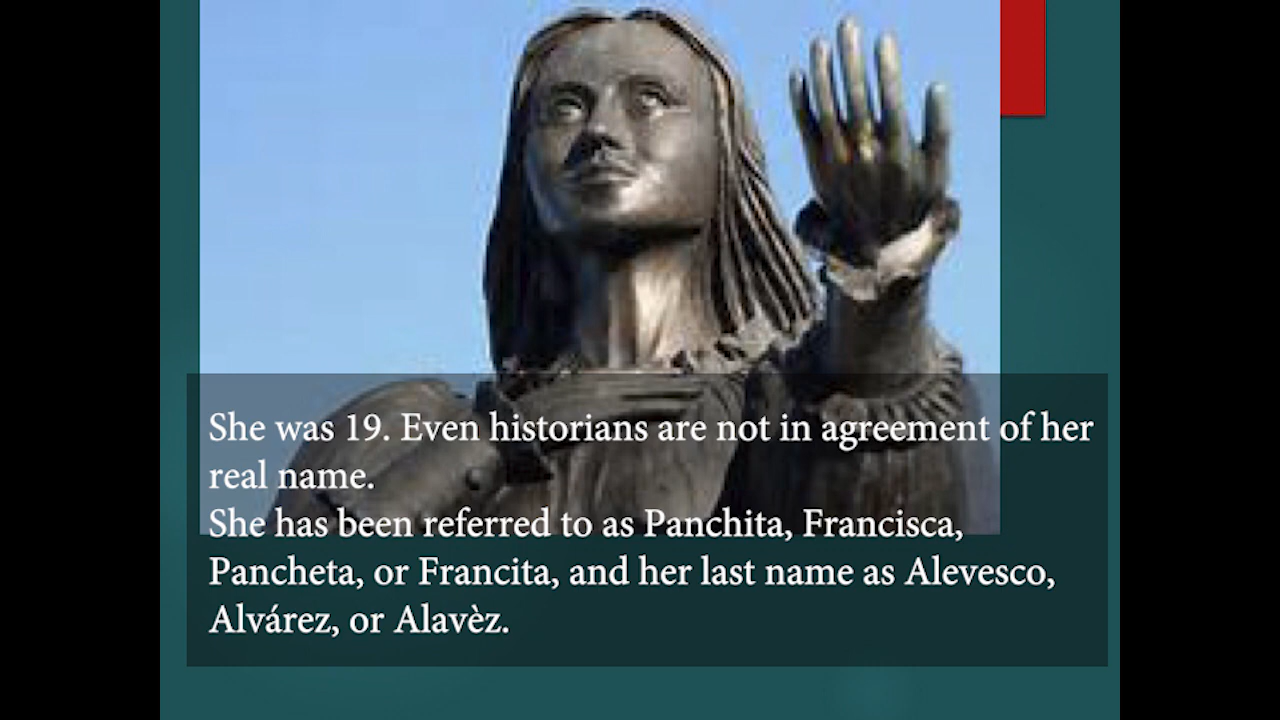 She was 19. Even historians are not in agreement of her
real name.
She has been referred to as Panchita, Francisca,
Pancheta, or Francita, and her last name as Alevesco,
Alvárez, or Alavèz.